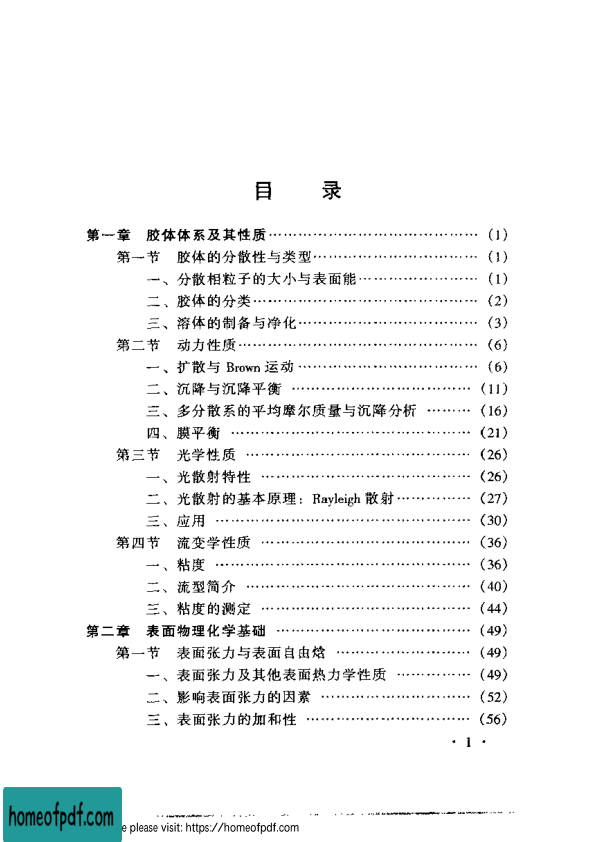 目 录
第一章 胶体体系及其性质…………………………………… (1)
第一节 胶体的分散性与类型…………………………… (1)
一、分散相粒子的大小与表面能…………………… (1)
二、胶体的分类……………………………………… (2)
三、溶体的制备与净化……………………………… (3)
第二节 动力性质………………………………………… (6)
一、扩散与 Brown 运动……………………………… (6)
二、沉降与沉降平衡 ……………………………… (11)
三、多分散系的平均摩尔质量与沉降分析 ……… (16)
四、膜平衡 ………………………………………… (21)
第三节 光学性质 ……………………………………… (26)
一、光散射特性 …………………………………… (26)
二、光散射的基本原理：Rayleigh 散射…………… (27)
三、应用 …………………………………………… (30)
第四节 流变学性质 …………………………………… (36)
一、粘度 …………………………………………… (36)
二、流型简介 ……………………………………… (40)
三、粘度的测定 …………………………………… (44)
第二章 表面物理化学基础 ………………………………… (49)
第一节 表面张力与表面自由焓 ……………………… (49)
一、表面张力及其他表面热力学性质 …………… (49)
二、影响表面张力的因素 ………………………… (52)
三、表面张力的加和性 …………………………… (56)
· 1 ·
homeofpdf.com
e please visit: https://homeofpdf.com